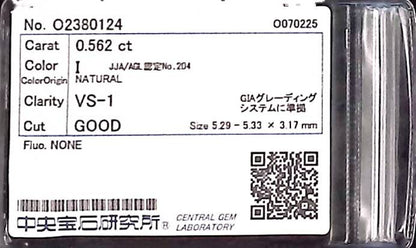 No. O2380124 O070225
Carat 0.562 ct
Color I JJA/AGL認定No.204
ColorOrigin NATURAL
Clarity VS-1 GIAグレーディング
システムに準拠
Cut GOOD Size 5.29 - 5.33 × 3.17 mm
Fluo. NONE
中央宝石研究所® CENTRAL GEM
LABORATORY